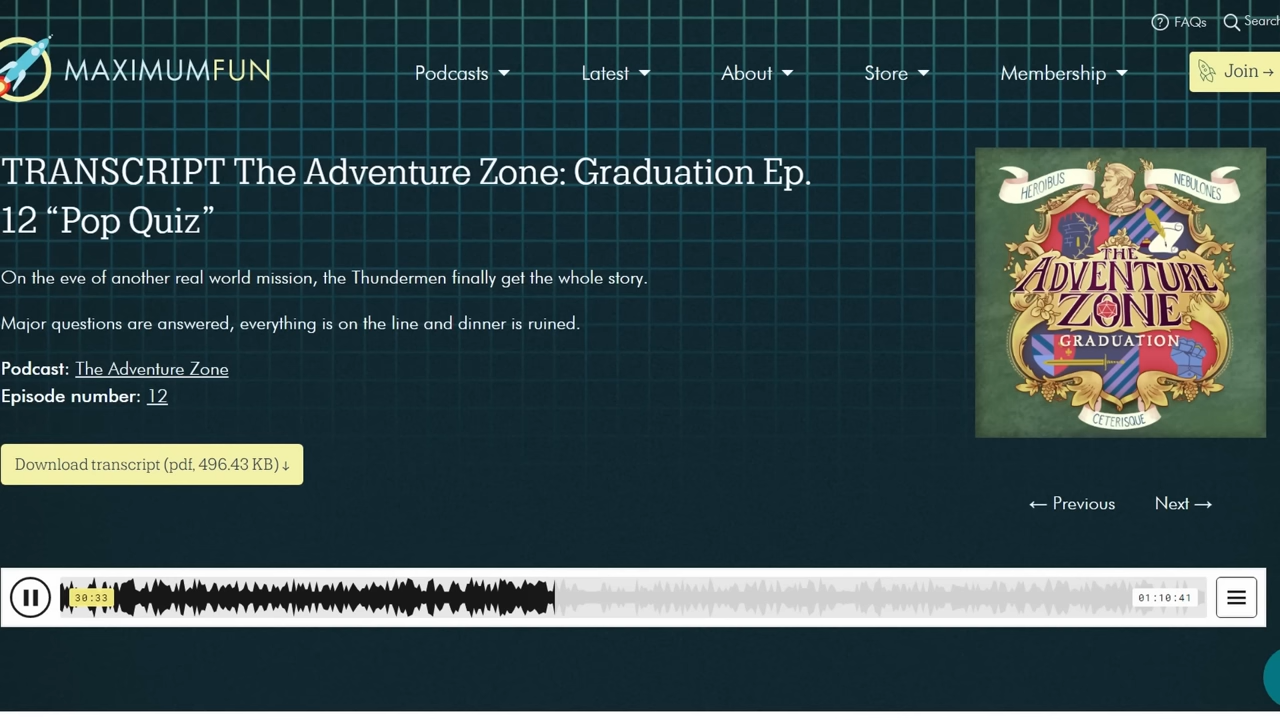 FAQs
Search
MAXIMUMFUN
Podcasts
Latest
About
Store
Membership
Join →
TRANSCRIPT The Adventure Zone: Graduation Ep.
12 “Pop Quiz”
On the eve of another real world mission, the Thundermen finally get the whole story.
Major questions are answered, everything is on the line and dinner is ruined.
Podcast: The Adventure Zone
Episode number: 12
Download transcript (pdf, 496.43 KB) ↓
HEROIBUS
NEBULONES
THE
ADVENTURE
ZONE
GRADUATION
CETERISQUE
← Previous
Next →
30:33
01:10:41